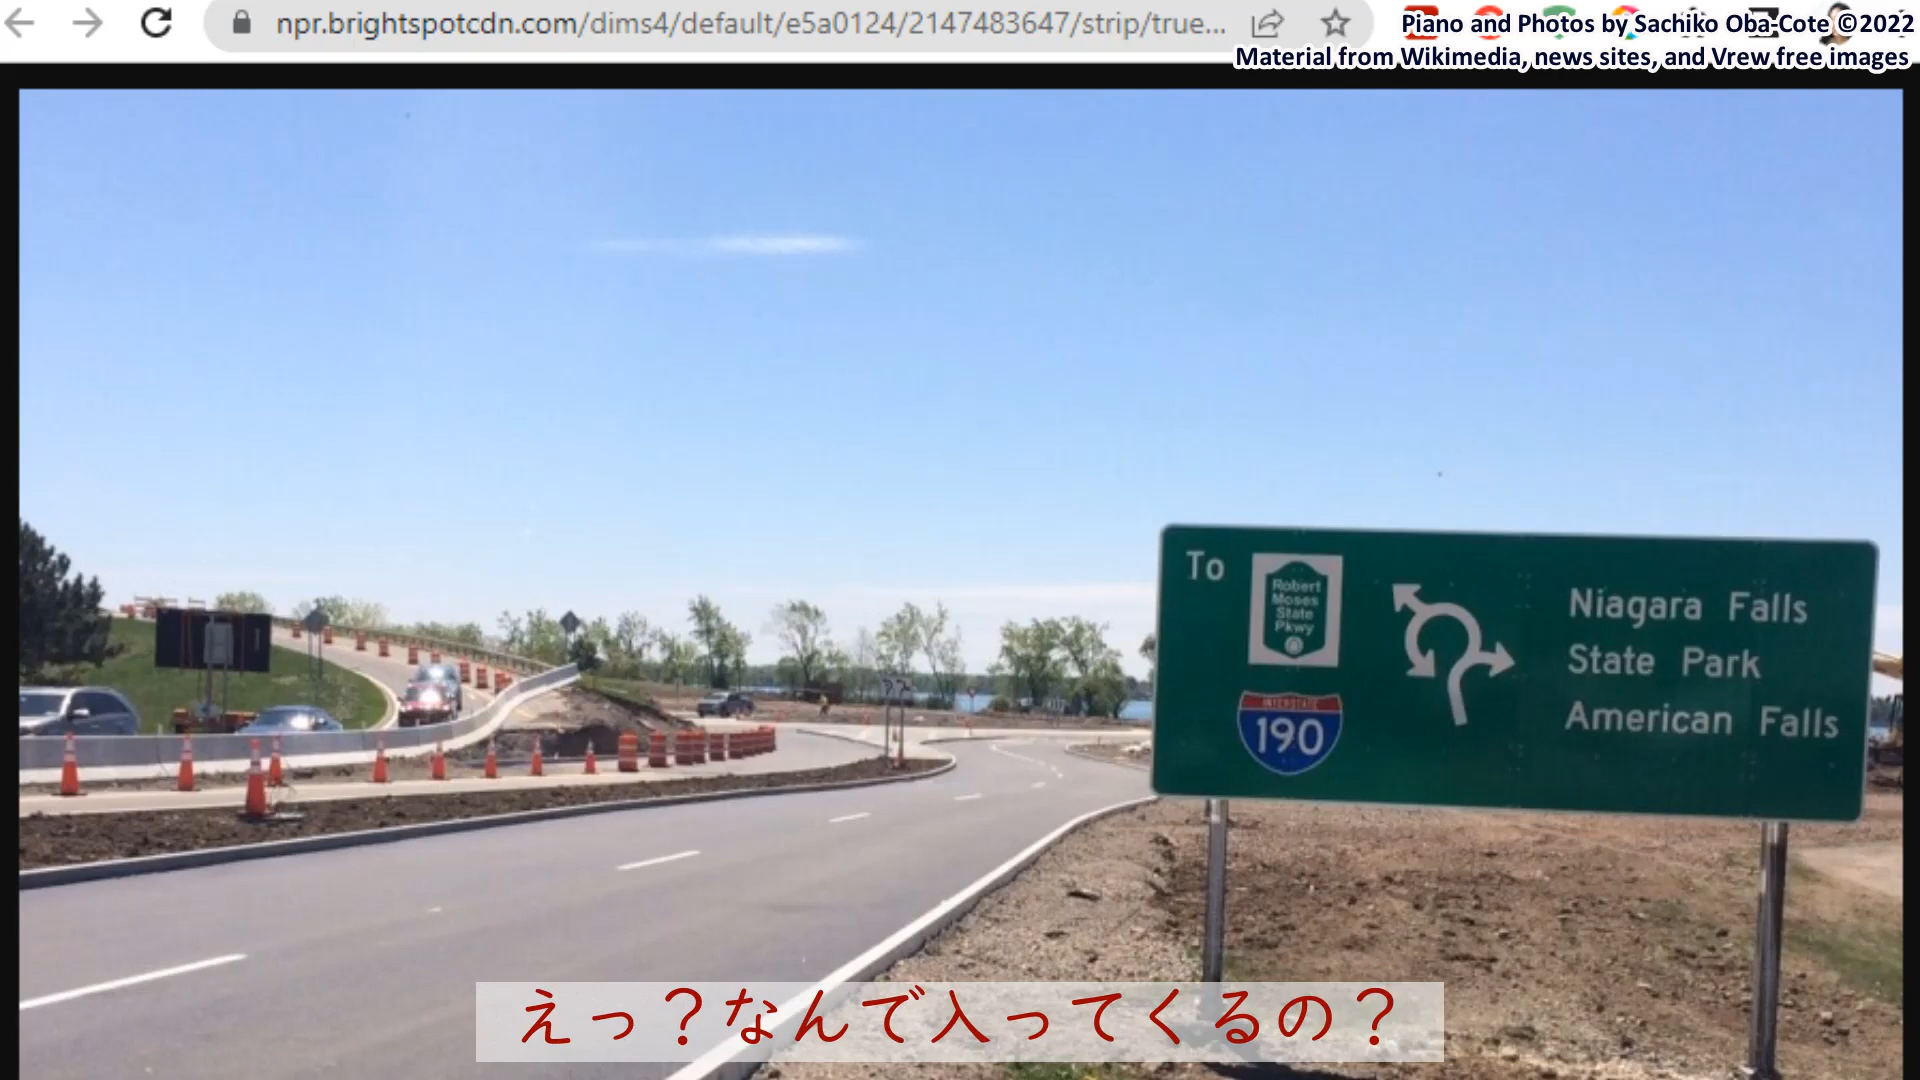 npr.brightspotcdn.com/dims4/default/e5a0124/2147483647/strip/true...
Piano and Photos by Sachiko Oba-Cote ©2022
Material from Wikimedia, news sites, and Vrew free images
To
Robert
Moses
State
Pkwy
INTERSTATE
190
Niagara Falls
State Park
American Falls
えっ？なんで入ってくるの？